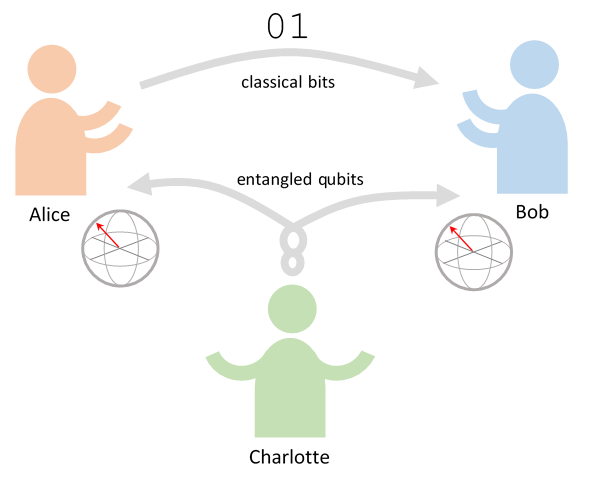 01
classical bits
entangled qubits
Alice
Bob
Charlotte